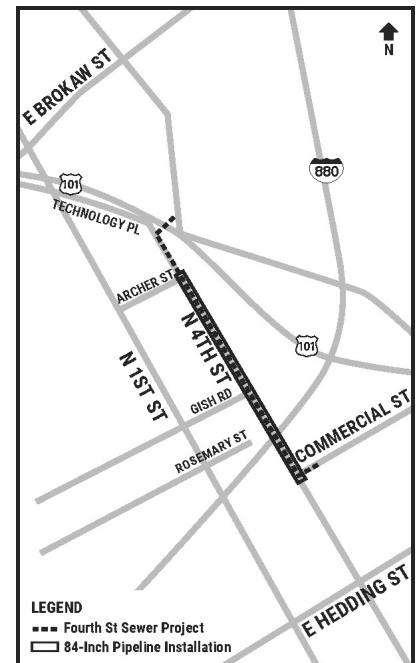 N
E BROKAW ST
880
101
TECHNOLOGY PL
ARCHER ST
N 4TH ST
101
N 1ST ST
GISH RD
COMMERCIAL ST
ROSEMARY ST
E HEDDING ST
LEGEND
Fourth St Sewer Project
84-Inch Pipeline Installation